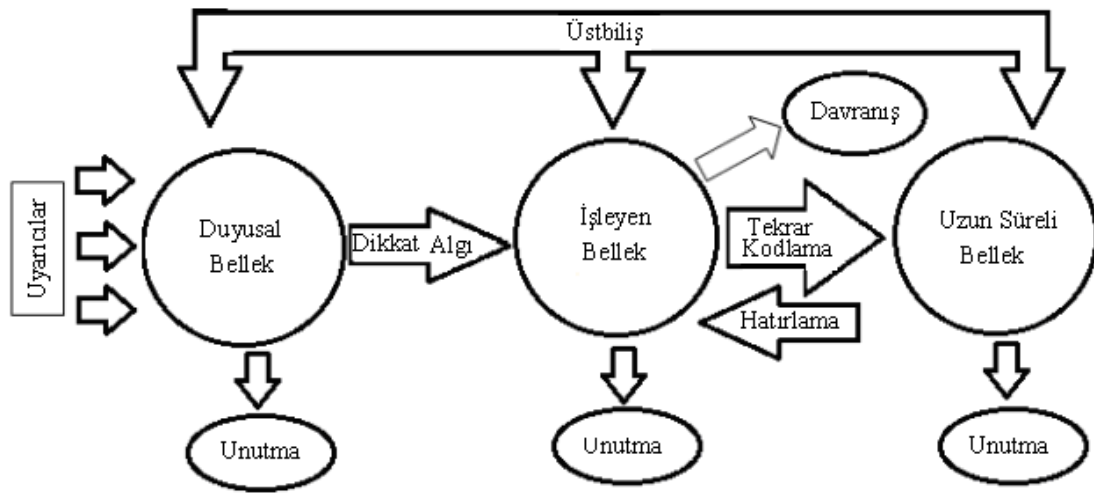 Üstbiliş
Davranış
Uyarıcılar
Duyusal
Bellek
Dikkat Algı
İşleyen
Bellek
Tekrar
Kodlama
Uzun Süreli
Bellek
Hatırlama
Unutma
Unutma
Unutma